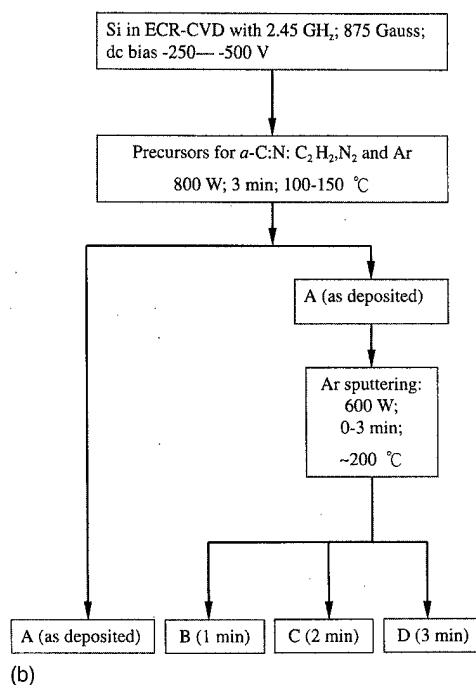 Si in ECR-CVD with 2.45 GHz; 875 Gauss;
dc bias -250— -500 V
Precursors for a-C:N: C2H2,N2 and Ar
800 W; 3 min; 100-150 ℃
A (as deposited)
Ar sputtering:
600 W;
0-3 min;
~200 ℃
A (as deposited)
B (1 min)
C (2 min)
D (3 min)
(b)